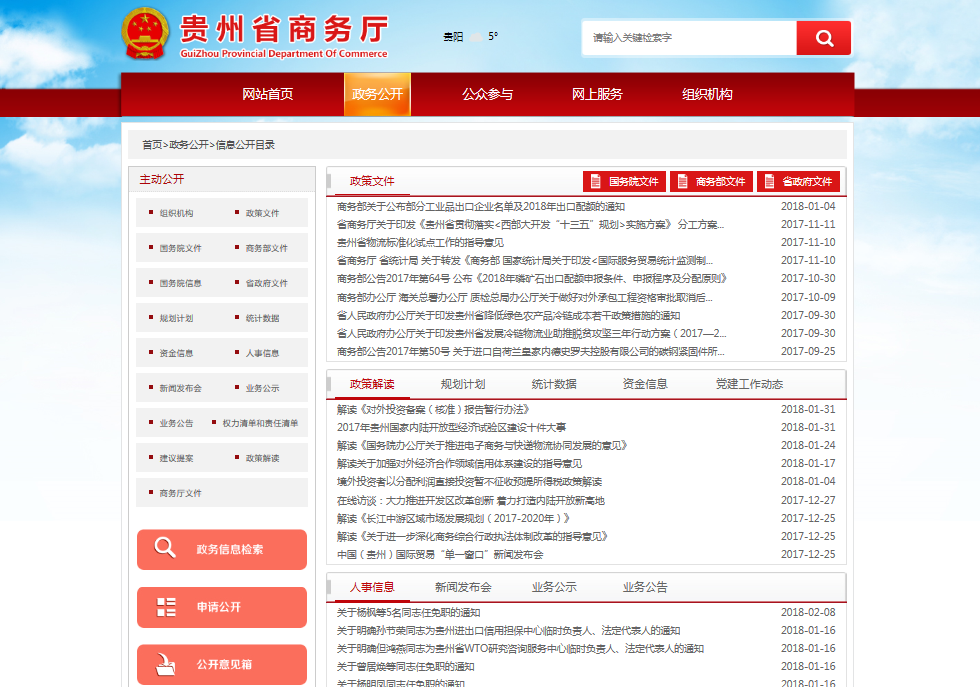 贵州省商务厅
GuiZhou Provincial Department Of Commerce
贵阳 5°
请输入关键检索字
网站首页 政务公开 公众参与 网上服务 组织机构
首页>政务公开>信息公开目录
主动公开
组织机构 政策文件
国务院文件 商务部文件
国务院信息 省政府文件
规划计划 统计数据
资金信息 人事信息
新闻发布会 业务公示
业务公告 权力清单和责任清单
建议提案 政策解读
商务厅文件
政务信息检索
申请公开
公开意见箱
政策文件 国务院文件 商务部文件 省政府文件
商务部关于公布部分工业品出口企业名单及2018年出口配额的通知 2018-01-04
省商务厅关于印发《贵州省贯彻落实<西部大开发“十三五”规划>实施方案》 分工方案... 2017-11-11
贵州省物流标准化试点工作的指导意见 2017-11-10
省商务厅 省统计局 关于转发《商务部 国家统计局关于印发<国际服务贸易统计监测制... 2017-11-10
商务部公告2017年第64号 公布《2018年磷矿石出口配额申报条件、申报程序及分配原则》 2017-10-30
商务部办公厅 海关总署办公厅 质检总局办公厅关于做好对外承包工程资格审批取消后... 2017-10-09
省人民政府办公厅关于印发贵州省降低绿色农产品冷链成本若干政策措施的通知 2017-09-30
省人民政府办公厅关于印发贵州省发展冷链物流业助推脱贫攻坚三年行动方案（2017—2... 2017-09-30
商务部公告2017年第50号 关于进口自荷兰皇家内德史罗夫控股有限公司的碳钢紧固件所... 2017-09-25
政策解读 规划计划 统计数据 资金信息 党建工作动态
解读《对外投资备案（核准）报告暂行办法》 2018-01-31
2017年贵州国家内陆开放型经济试验区建设十件大事 2018-01-31
解读《国务院办公厅关于推进电子商务与快递物流协同发展的意见》 2018-01-24
解读关于加强对外经济合作领域信用体系建设的指导意见 2018-01-17
境外投资者以分配利润直接投资暂不征收预提所得税政策解读 2018-01-04
在线访谈：大力推进开发区改革创新 着力打造内陆开放新高地 2017-12-27
解读《长江中游区域市场发展规划（2017-2020年）》 2017-12-25
解读《关于进一步深化商务综合行政执法体制改革的指导意见》 2017-12-25
中国（贵州）国际贸易“单一窗口”新闻发布会 2017-12-25
人事信息 新闻发布会 业务公示 业务公告
关于杨枫等5名同志任免职的通知 2018-02-08
关于明确孙节荣同志为贵州进出口信用担保中心临时负责人、法定代表人的通知 2018-01-16
关于明确但鸿燕同志为贵州省WTO研究咨询服务中心临时负责人、法定代表人的通知 2018-01-16
关于曾居焕等同志任免职的通知 2018-01-16
关于杨明凤同志任免职的通知 2018-01-16